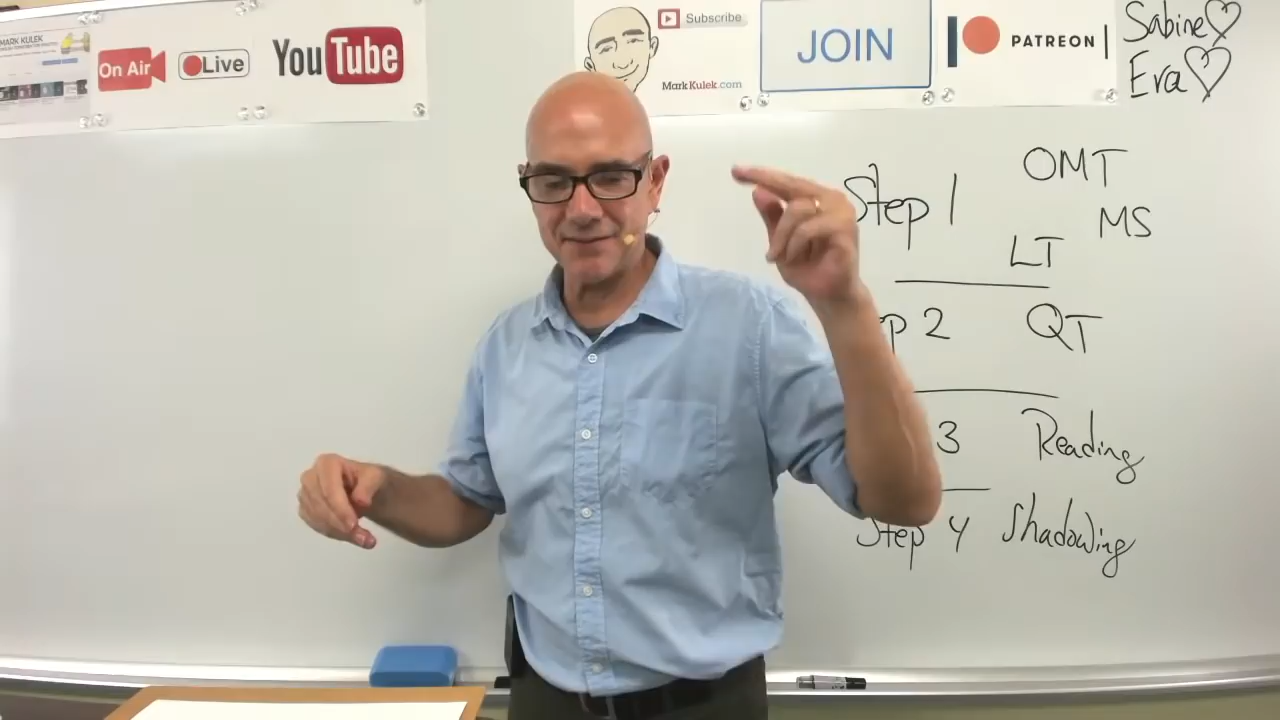 MARK KULEK
On Air
Live
YouTube
Subscribe
MarkKulek.com
JOIN
PATREON
Sabine♡
Eva♡
Step 1 OMT
MS
LT
p 2 QT
3 Reading
Step 4 Shadowing